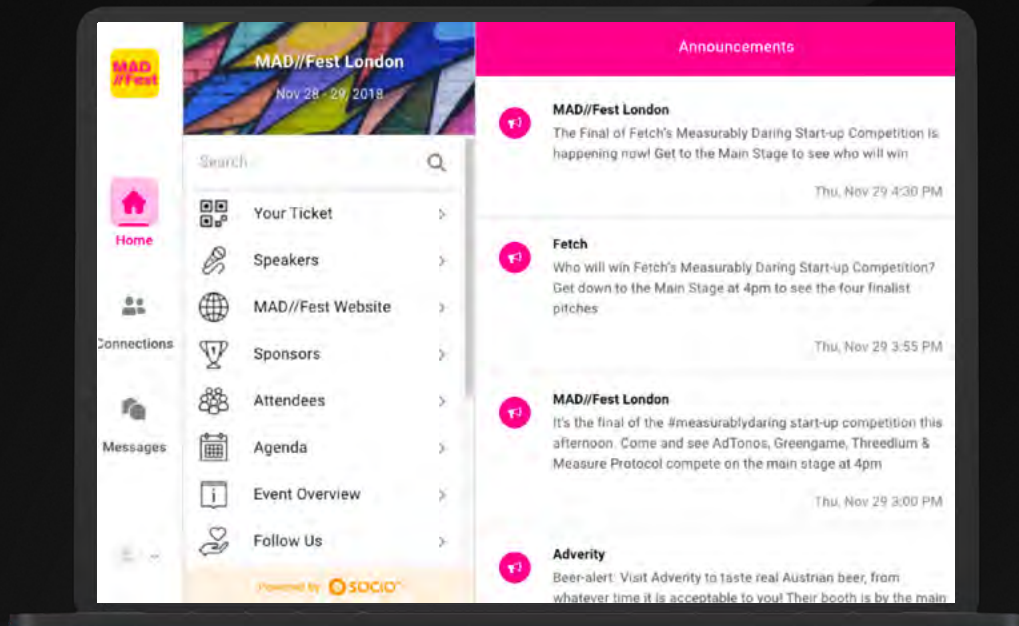 MAD
//Fest
Home
Connections
Messages
MAD//Fest London
Nov 28 - 29, 2018
Search
Your Ticket
Speakers
MAD//Fest Website
Sponsors
Attendees
Agenda
Event Overview
Follow Us
Powered by SOCIO
Announcements
MAD//Fest London
The Final of Fetch's Measurably Daring Start-up Competition is
happening now! Get to the Main Stage to see who will win
Thu, Nov 29 4:30 PM
Fetch
Who will win Fetch's Measurably Daring Start-up Competition?
Get down to the Main Stage at 4pm to see the four finalist
pitches
Thu, Nov 29 3:55 PM
MAD//Fest London
It's the final of the #measurablydaring start-up competition this
afternoon. Come and see AdTonos, Greengame, Threedium &
Measure Protocol compete on the main stage at 4pm
Thu, Nov 29 3:00 PM
Adverity
Beer-alert: Visit Adverity to taste real Austrian beer, from
whatever time it is acceptable to you! Their booth is by the main